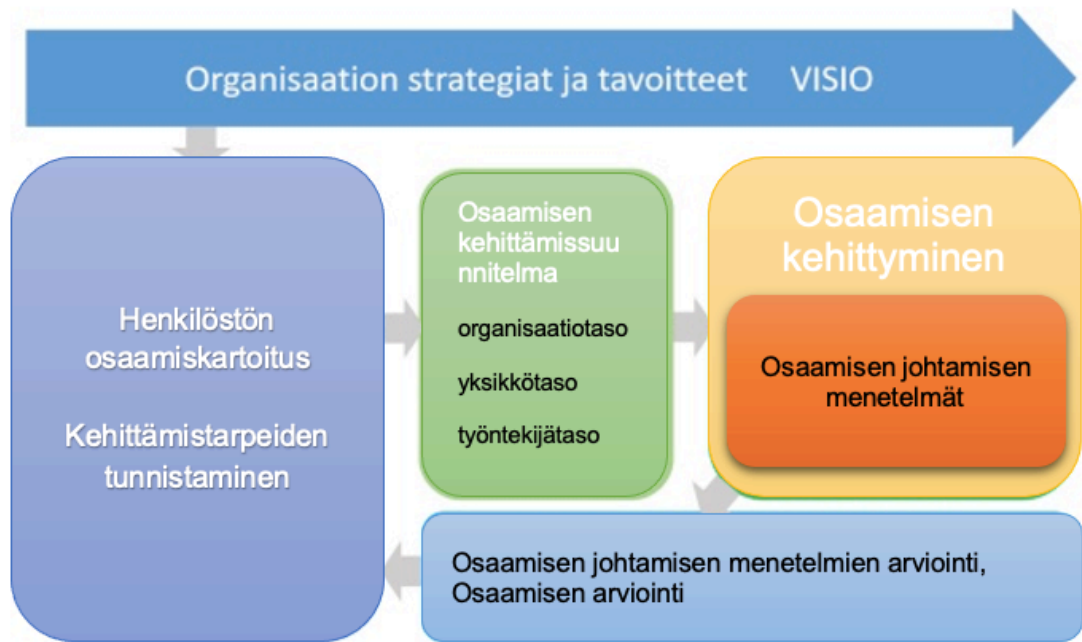 Organisaation strategiat ja tavoitteet VISIO
Henkilöstön
osaamiskartoitus
Kehittämistarpeiden
tunnistaminen
Osaamisen
kehittämissuu
nnitelma
organisaatiotaso
yksikkötaso
työntekijätaso
Osaamisen
kehittyminen
Osaamisen johtamisen
menetelmät
Osaamisen johtamisen menetelmien arviointi,
Osaamisen arviointi